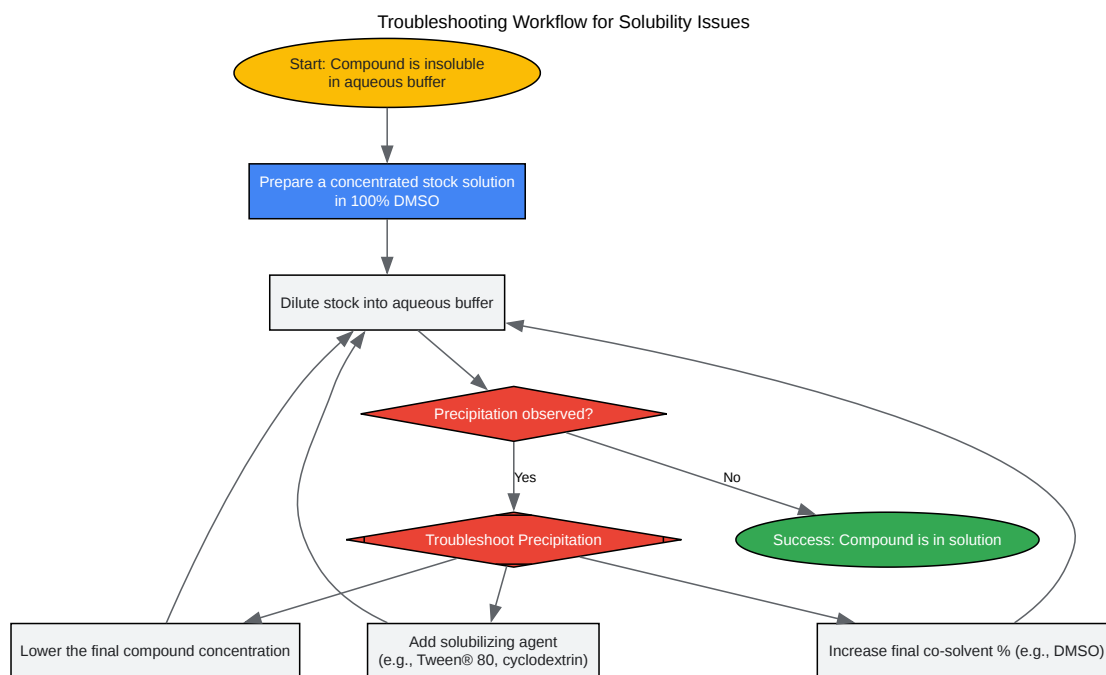 Troubleshooting Workflow for Solubility Issues
Start: Compound is insoluble
in aqueous buffer
Prepare a concentrated stock solution
in 100% DMSO
Dilute stock into aqueous buffer
Precipitation observed?
Yes
No
Troubleshoot Precipitation
Success: Compound is in solution
Lower the final compound concentration
Add solubilizing agent
(e.g., Tween® 80, cyclodextrin)
Increase final co-solvent % (e.g., DMSO)